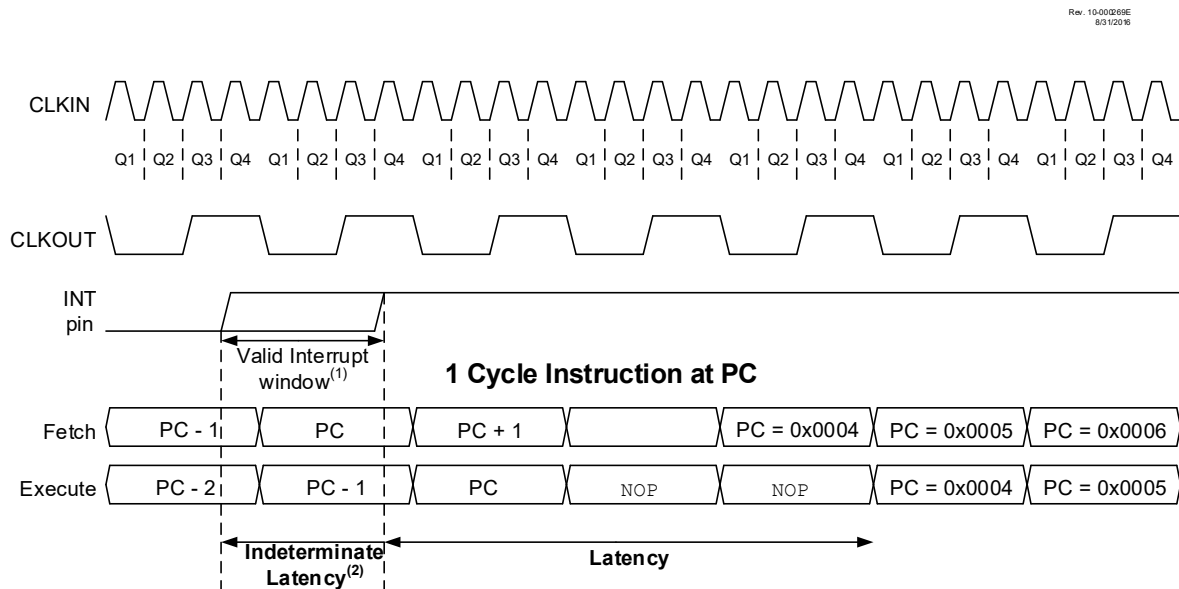 Rev. 10-000269E
8/31/2016
CLKIN
Q1 Q2 Q3 Q4 Q1 Q2 Q3 Q4 Q1 Q2 Q3 Q4 Q1 Q2 Q3 Q4 Q1 Q2 Q3 Q4 Q1 Q2 Q3 Q4 Q1 Q2 Q3 Q4
CLKOUT
INT
pin
Valid Interrupt
window(1)
1 Cycle Instruction at PC
Fetch PC - 1 PC PC + 1 PC = 0x0004 PC = 0x0005 PC = 0x0006
Execute PC - 2 PC - 1 PC NOP NOP PC = 0x0004 PC = 0x0005
Indeterminate
Latency(2)
Latency